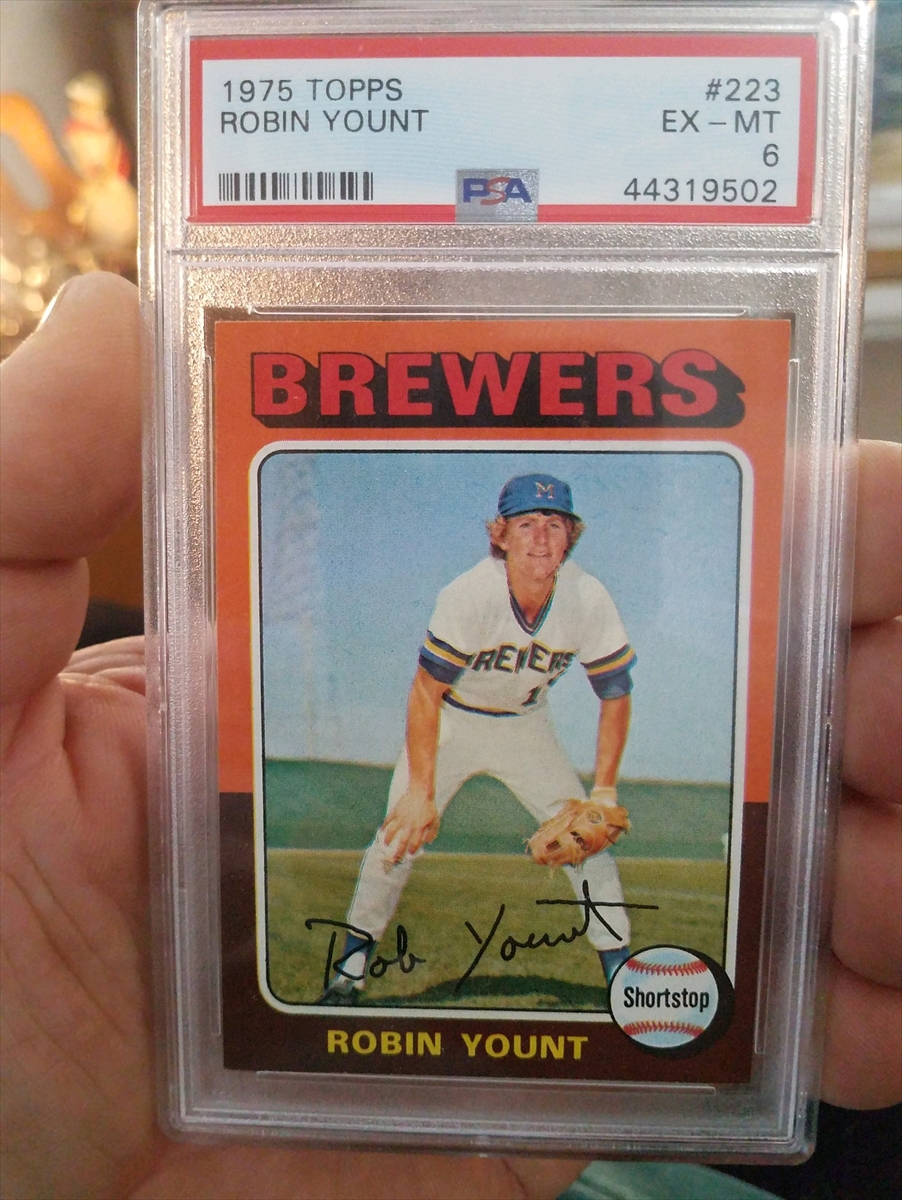 1975 TOPPS #223
ROBIN YOUNT EX - MT
6
PSA 44319502
BREWERS
M
BREWERS
Rob Yount
Shortstop
ROBIN YOUNT